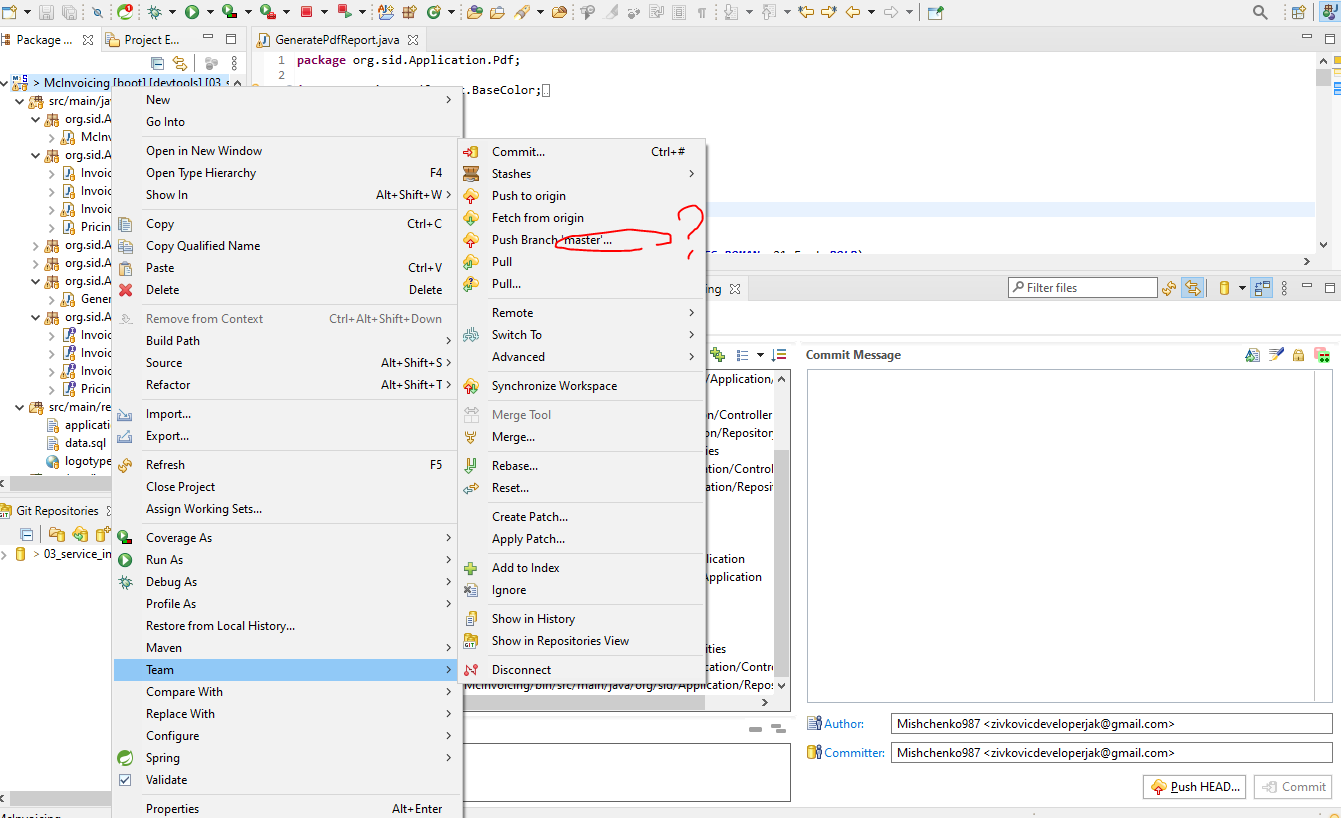 Package ...
Project E...
GeneratePdfReport.java
1 package org.sid.Application.Pdf;
2
.BaseColor;
> McInvoicing [boot] [devtools] [03_s
src/main/ja
org.sid.A
McInv
org.sid.A
Invoic
Invoic
Invoic
Pricin
org.sid.A
org.sid.A
org.sid.A
Gener
org.sid.A
Invoic
Invoic
Invoic
Pricin
src/main/re
applicati
data.sql
logotype
Git Repositories
> 03_service_in
New
Go Into
Open in New Window
Open Type Hierarchy F4
Show In Alt+Shift+W
Copy Ctrl+C
Copy Qualified Name
Paste Ctrl+V
Delete Delete
Remove from Context Ctrl+Alt+Shift+Down
Build Path
Source Alt+Shift+S
Refactor Alt+Shift+T
Import...
Export...
Refresh F5
Close Project
Assign Working Sets...
Coverage As
Run As
Debug As
Profile As
Restore from Local History...
Maven
Team
Compare With
Replace With
Configure
Spring
Validate
Properties Alt+Enter
Commit... Ctrl+#
Stashes
Push to origin
Fetch from origin
Push Branch 'master'...
?
Pull
Pull...
Remote
Switch To
Advanced
Synchronize Workspace
Merge Tool
Merge...
Rebase...
Reset...
Create Patch...
Apply Patch...
Add to Index
Ignore
Show in History
Show in Repositories View
Disconnect
ng
Filter files
/Application/
n/Controller
on/Repository
ies
ation/Contro
ation/Reposi
lication
Application
ities
cation/Contro
McInvoicing/bin/src/main/java/org/sid/Application/Repos
Commit Message
Author: Mishchenko987 <zivkovicdeveloperjak@gmail.com>
Committer: Mishchenko987 <zivkovicdeveloperjak@gmail.com>
Push HEAD...
Commit